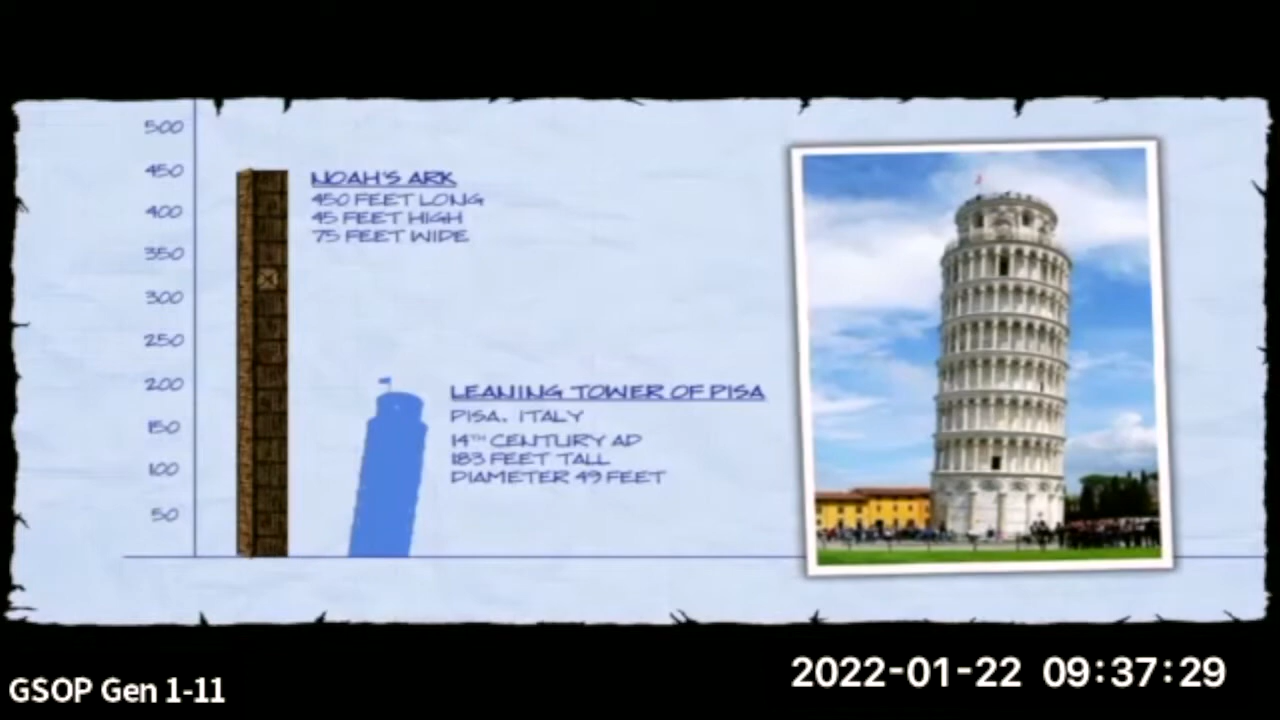 500
450
400
350
300
250
200
150
100
50
NOAH'S ARK
450 FEET LONG
45 FEET HIGH
75 FEET WIDE
LEANING TOWER OF PISA
PISA, ITALY
14TH CENTURY AD
183 FEET TALL
DIAMETER 49 FEET
GSOP Gen 1-11
2022-01-22 09:37:29